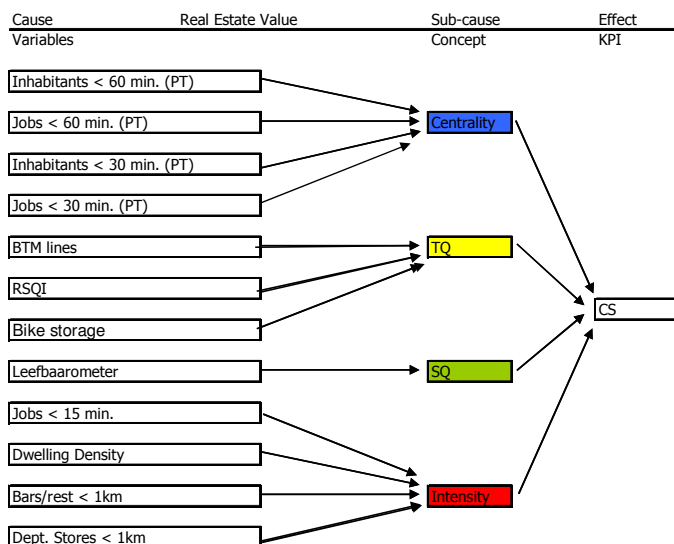 Cause Real Estate Value Sub-cause Effect
Variables Concept KPI
Inhabitants < 60 min. (PT)
Jobs < 60 min. (PT) Centrality
Inhabitants < 30 min. (PT)
Jobs < 30 min. (PT)
BTM lines TQ
RSQI
CS
Bike storage
Leefbaarometer SQ
Jobs < 15 min.
Dwelling Density
Bars/rest < 1km Intensity
Dept. Stores < 1km